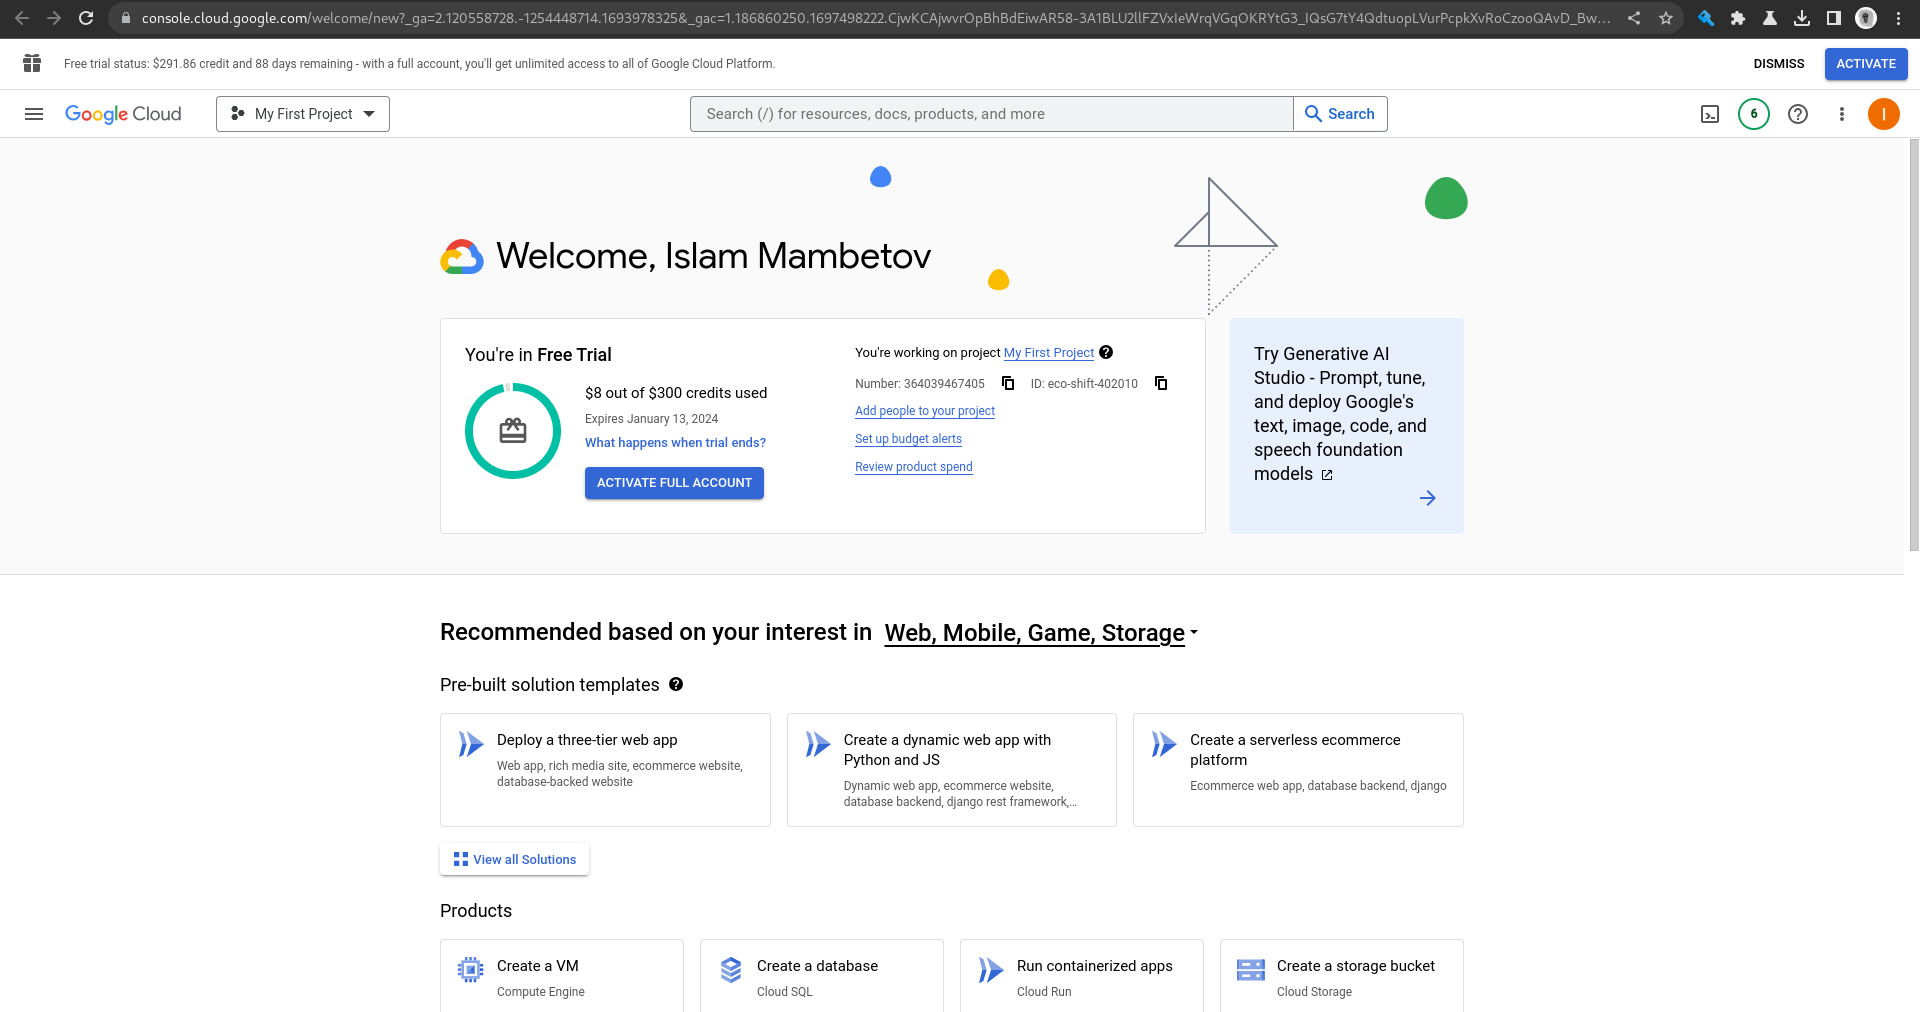 console.cloud.google.com/welcome/new?_ga=2.120558728.-1254448714.1693978325&_gac=1.186860250.1697498222.CjwKCAjwvrOpBhBdEiwAR58-3A1BLU2llFZVxIeWrqVGqOKRYtG3_IQsG7tY4QdtuopLVurPcpkXvRoCzooQAvD_Bw...
Free trial status: $291.86 credit and 88 days remaining - with a full account, you'll get unlimited access to all of Google Cloud Platform.
DISMISS
ACTIVATE
Google Cloud
My First Project
Search (/) for resources, docs, products, and more
Search
6
I
Welcome, Islam Mambetov
You're in Free Trial
$8 out of $300 credits used
Expires January 13, 2024
What happens when trial ends?
ACTIVATE FULL ACCOUNT
You're working on project My First Project
Number: 364039467405
ID: eco-shift-402010
Add people to your project
Set up budget alerts
Review product spend
Try Generative AI
Studio - Prompt, tune,
and deploy Google's
text, image, code, and
speech foundation
models
Recommended based on your interest in Web, Mobile, Game, Storage
Pre-built solution templates
Deploy a three-tier web app
Web app, rich media site, ecommerce website,
database-backed website
Create a dynamic web app with
Python and JS
Dynamic web app, ecommerce website,
database backend, django rest framework,...
Create a serverless ecommerce
platform
Ecommerce web app, database backend, django
View all Solutions
Products
Create a VM
Compute Engine
Create a database
Cloud SQL
Run containerized apps
Cloud Run
Create a storage bucket
Cloud Storage